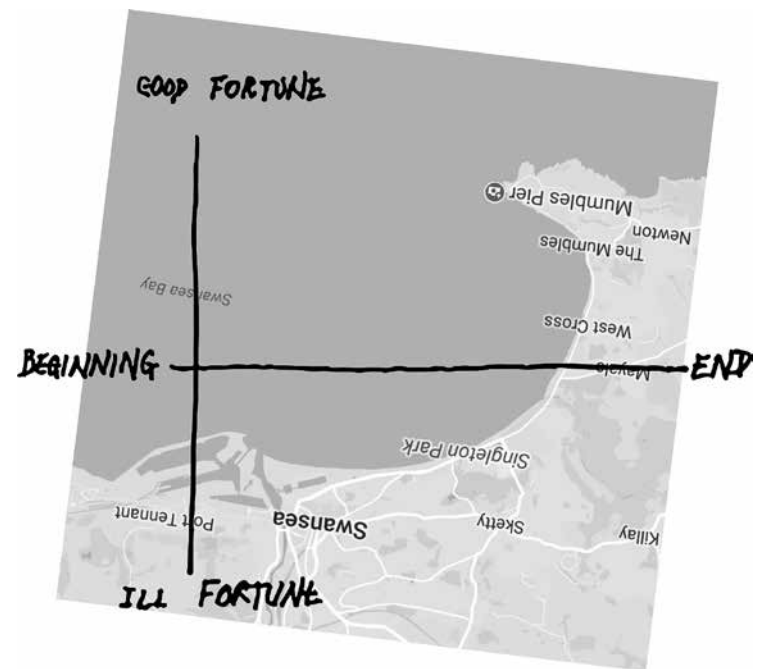 GOOD FORTUNE
Mumbles Pier
Newton
The Mumbles
Swansea Bay
West Cross
BEGINNING
Mayals
END
Singleton Park
Port Tennant
Swansea
Sketty
Killay
ILL FORTUNE